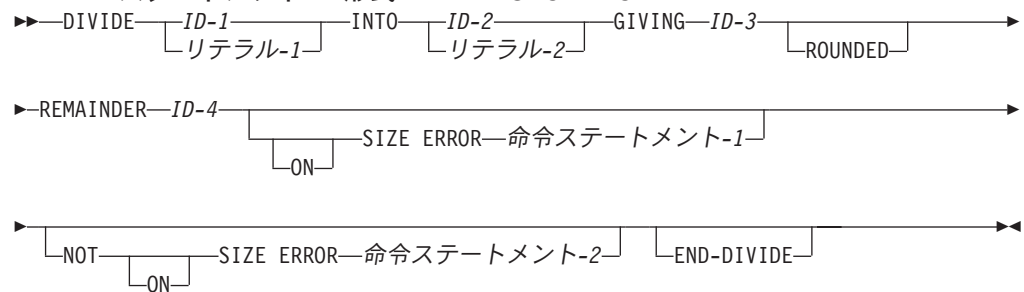 DIVIDE ID-1 INTO ID-2 GIVING ID-3
リテラル-1 リテラル-2 ROUNDED
REMAINDER ID-4
SIZE ERROR 命令ステートメント-1
ON
NOT SIZE ERROR 命令ステートメント-2 END-DIVIDE
ON